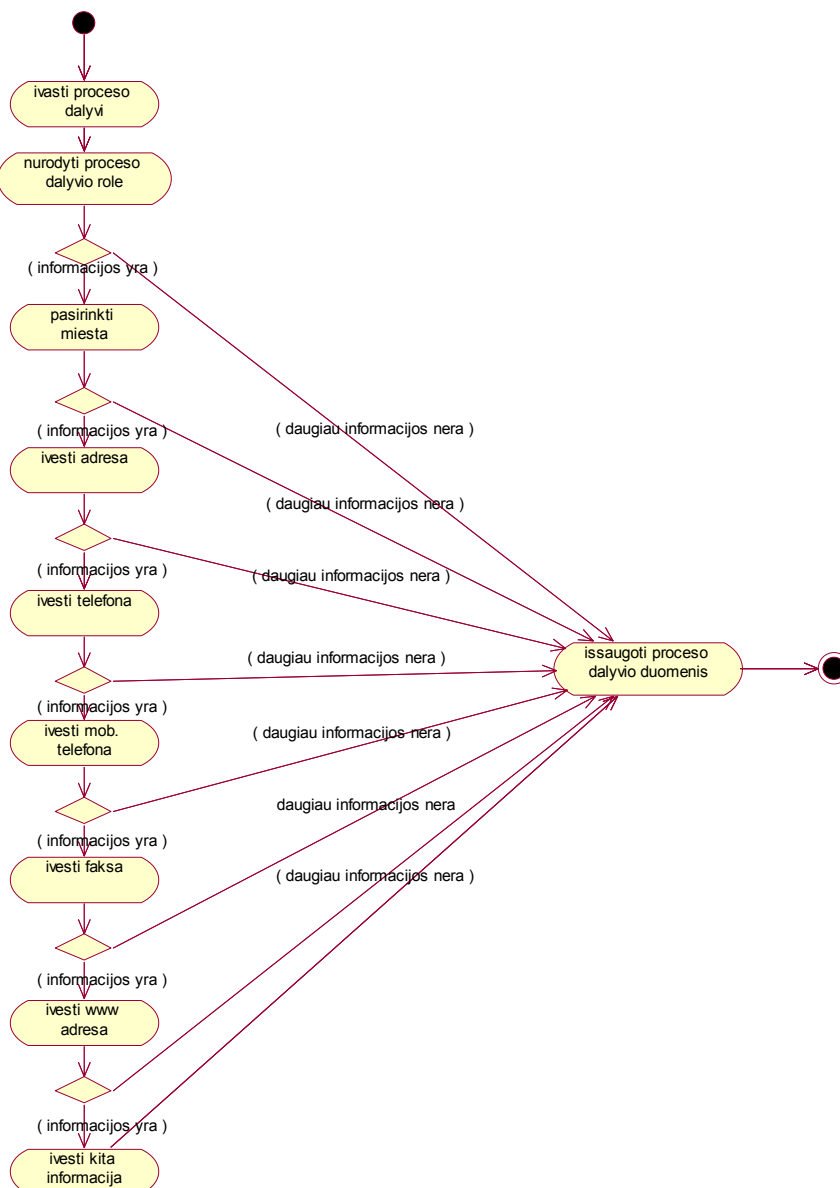 ivasti proceso
dalyvi
nurodyti proceso
dalyvio role
( informacijos yra )
pasirinkti
miesta
( daugiau informacijos nera )
( informacijos yra )
ivesti adresa
( daugiau informacijos nera )
( informacijos yra )
( daugiau informacijos nera )
ivesti telefona
issaugoti proceso
dalyvio duomenis
( daugiau informacijos nera )
( informacijos yra )
ivesti mob.
telefona
( daugiau informacijos nera )
daugiau informacijos nera
( informacijos yra )
ivesti faksa
( daugiau informacijos nera )
( informacijos yra )
ivesti www
adresa
( informacijos yra )
ivesti kita
informacija